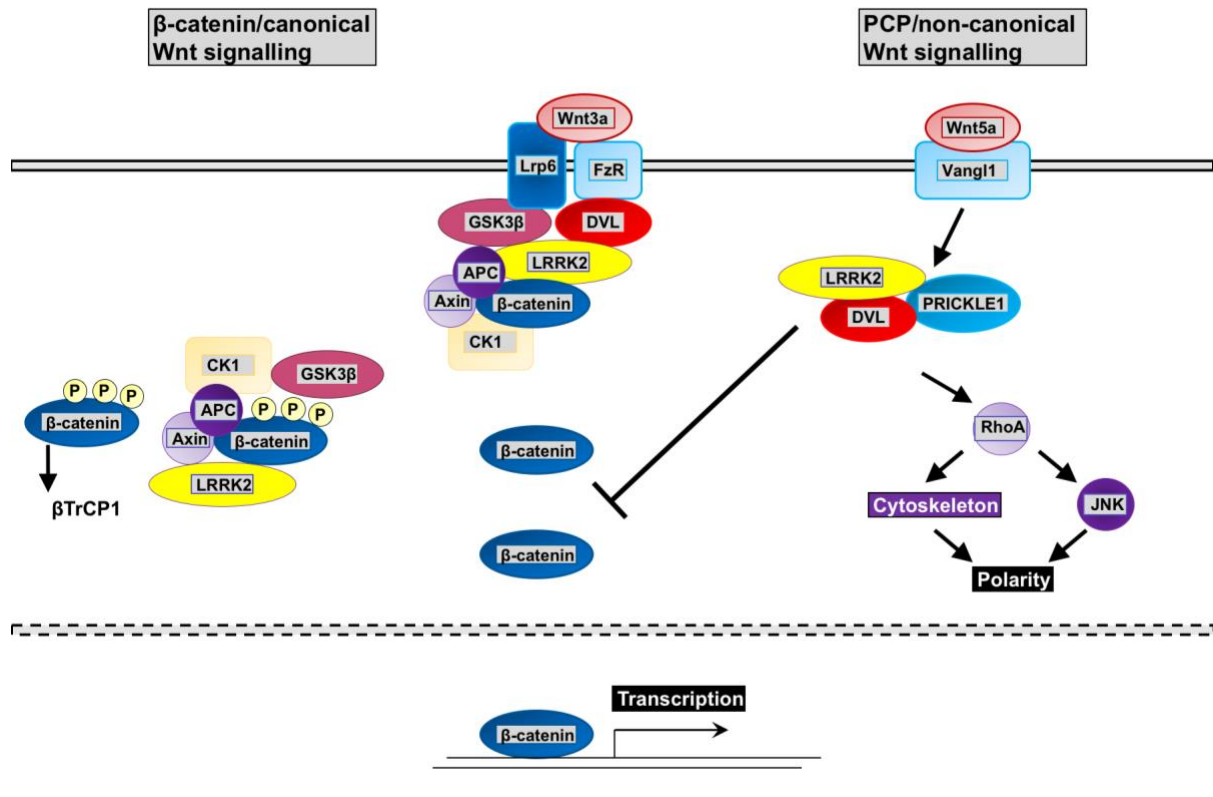 β-catenin/canonical
Wnt signalling
PCP/non-canonical
Wnt signalling
Wnt3a
Wnt5a
Lrp6
FzR
Vangl1
GSK3β
DVL
LRRK2
APC
Axin
β-catenin
CK1
LRRK2
PRICKLE1
DVL
CK1
GSK3β
P P P
β-catenin
APC
P P P
Axin
β-catenin
LRRK2
βTrCP1
β-catenin
β-catenin
RhoA
Cytoskeleton
JNK
Polarity
Transcription
β-catenin